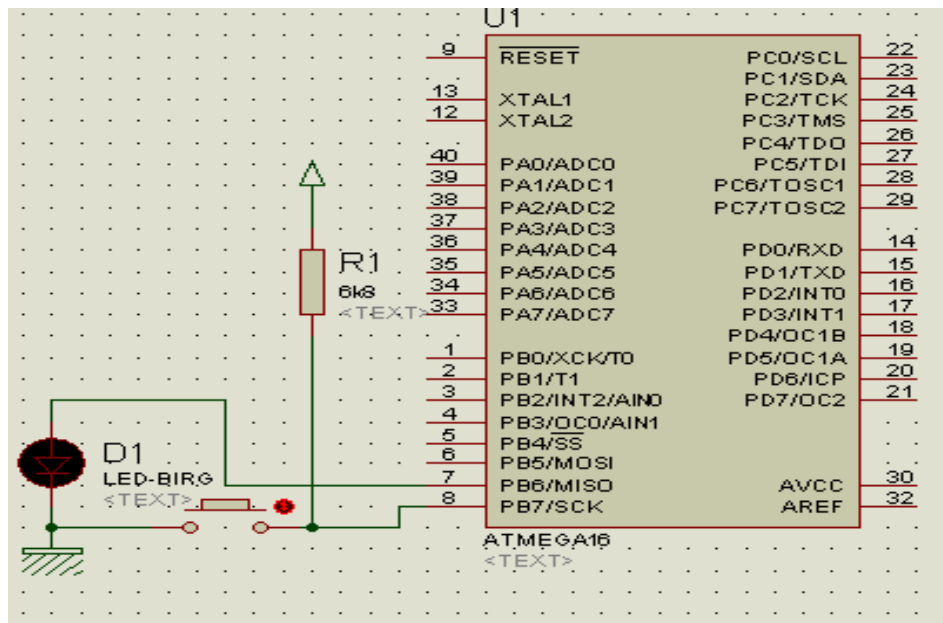 U1
9 RESET PC0/SCL 22
PC1/SDA 23
13 XTAL1 PC2/TCK 24
12 XTAL2 PC3/TMS 25
PC4/TDO 26
40 PA0/ADC0 PC5/TDI 27
39 PA1/ADC1 PC6/TOSC1 28
38 PA2/ADC2 PC7/TOSC2 29
37 PA3/ADC3
36 PA4/ADC4 PD0/RXD 14
35 PA5/ADC5 PD1/TXD 15
34 PA6/ADC6 PD2/INT0 16
33 PA7/ADC7 PD3/INT1 17
PD4/OC1B 18
1 PB0/XCK/T0 PD5/OC1A 19
2 PB1/T1 PD6/ICP 20
3 PB2/INT2/AIN0 PD7/OC2 21
4 PB3/OC0/AIN1
5 PB4/SS
6 PB5/MOSI
7 PB6/MISO AVCC 30
8 PB7/SCK AREF 32
ATMEGA16
<TEXT>
R1
6k8
<TEXT>
D1
LED-BIRG
<TEXT>